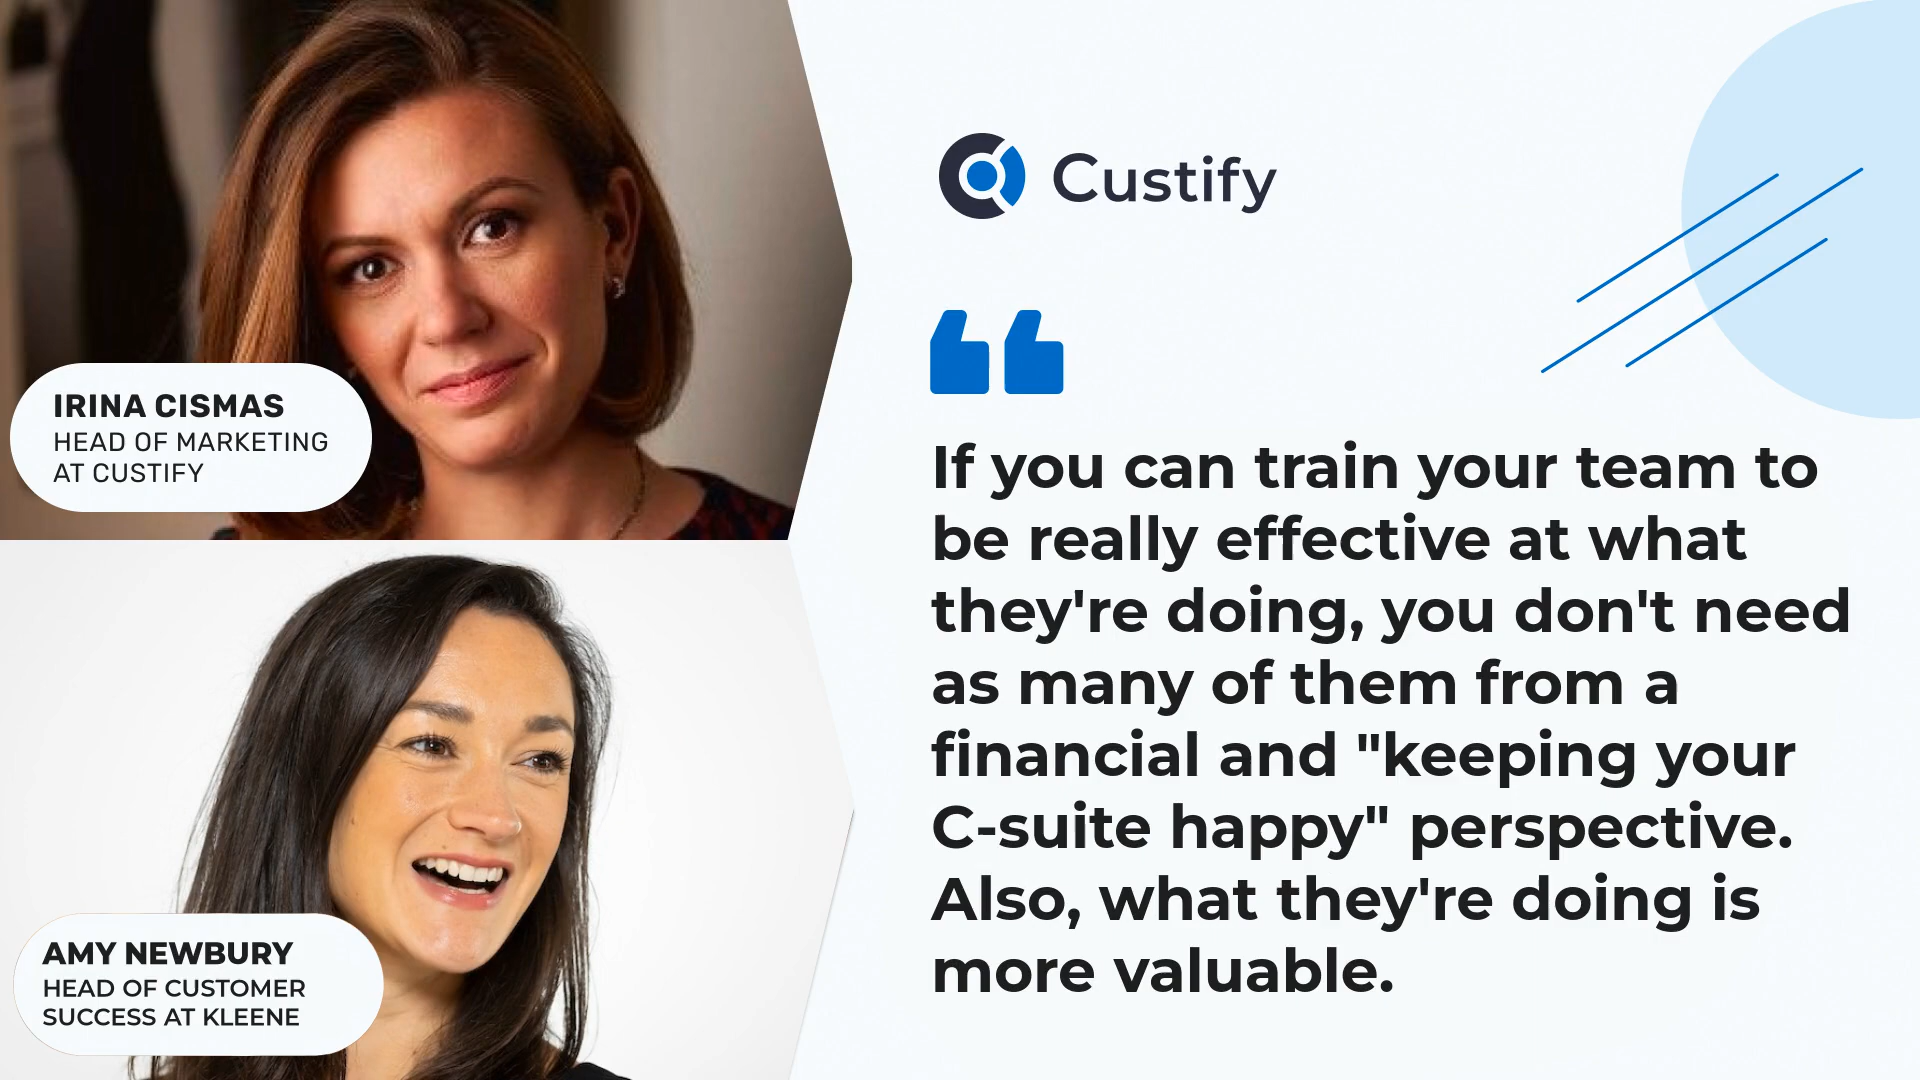 IRINA CISMAS
HEAD OF MARKETING
AT CUSTIFY
AMY NEWBURY
HEAD OF CUSTOMER
SUCCESS AT KLEENE
Custify
If you can train your team to
be really effective at what
they're doing, you don't need
as many of them from a
financial and "keeping your
C-suite happy" perspective.
Also, what they're doing is
more valuable.